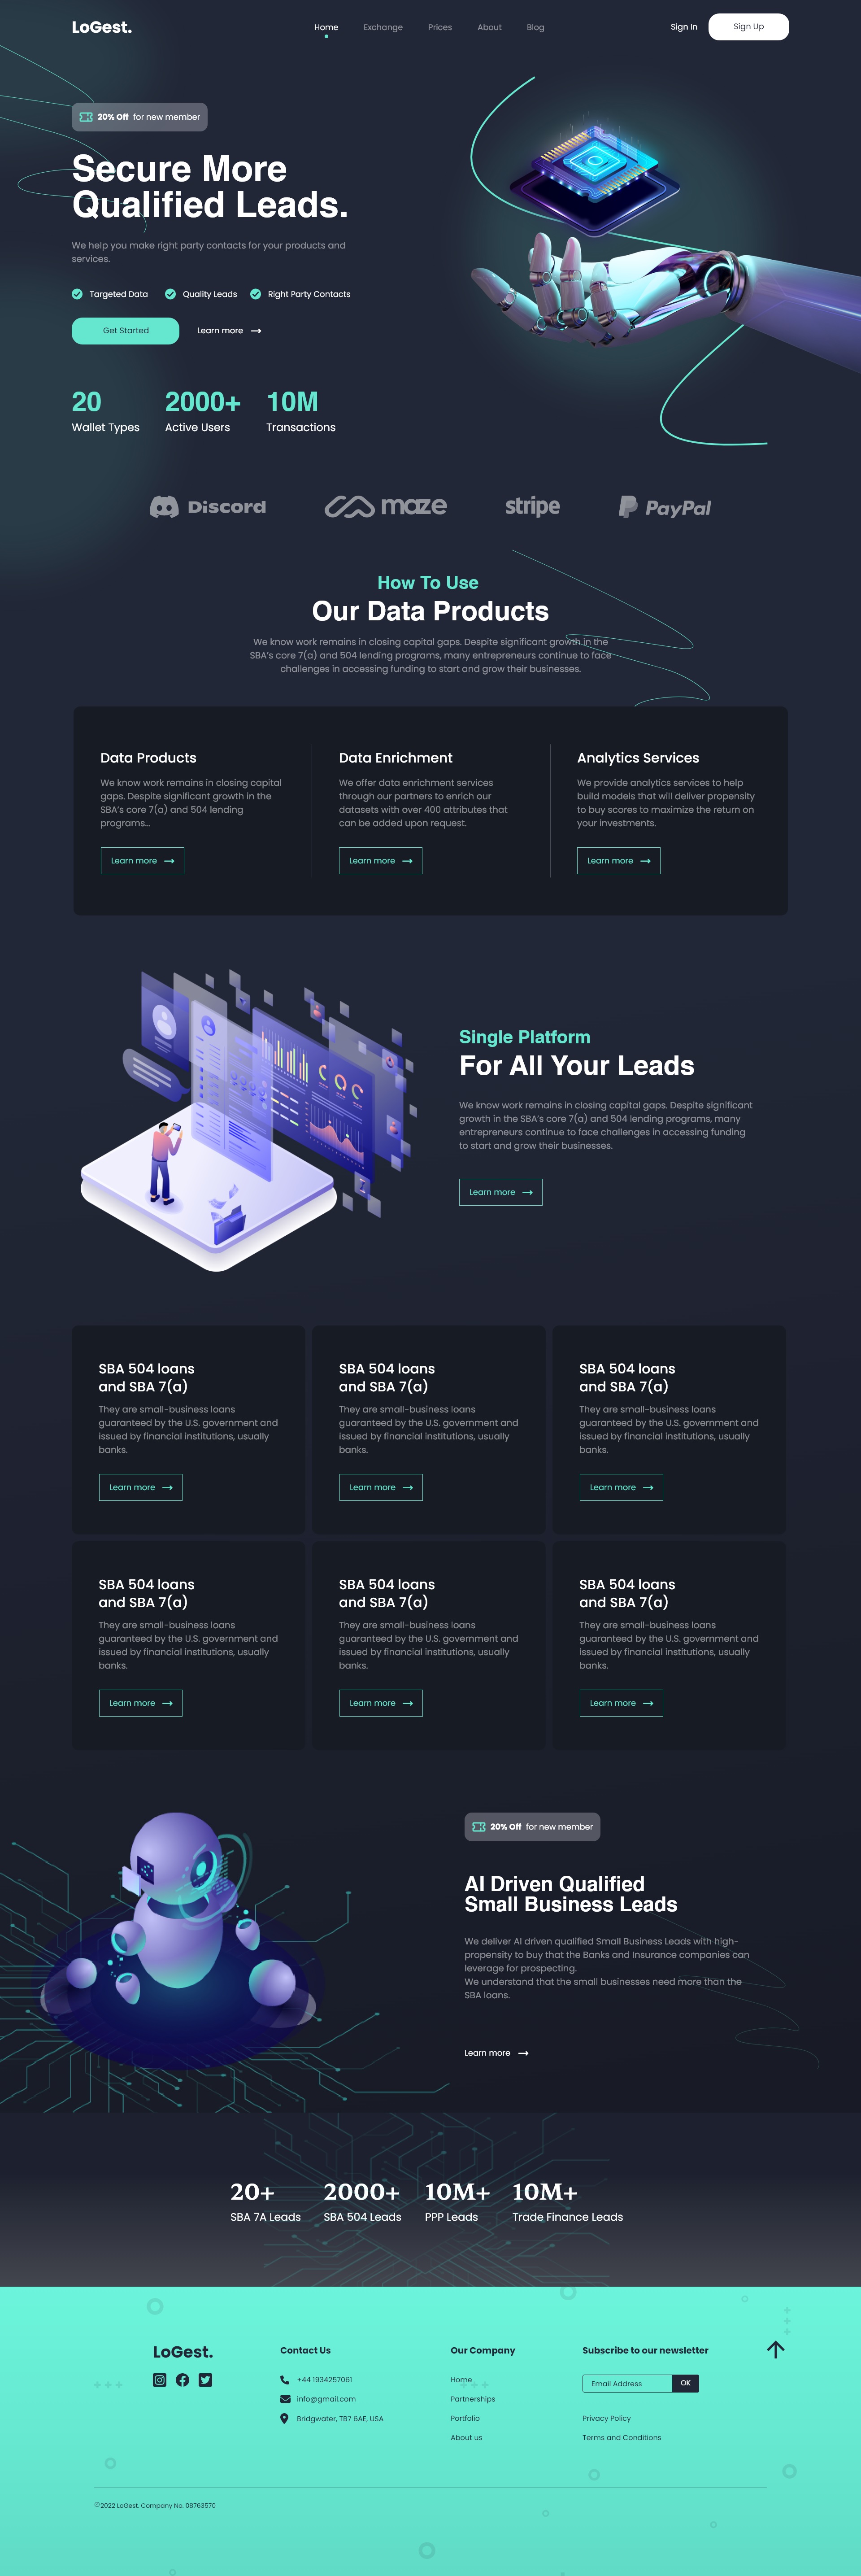 LoGest.
Home
Exchange
Prices
About
Blog
Sign In
Sign Up
20% Off for new member
Secure More
Qualified Leads.
We help you make right party contacts for your products and
services.
Targeted Data
Quality Leads
Right Party Contacts
Get Started
Learn more
20
Wallet Types
2000+
Active Users
10M
Transactions
Discord
maze
stripe
PayPal
How To Use
Our Data Products
We know work remains in closing capital gaps. Despite significant growth in the
SBA's core 7(a) and 504 lending programs, many entrepreneurs continue to face
challenges in accessing funding to start and grow their businesses.
Data Products
We know work remains in closing capital
gaps. Despite significant growth in the
SBA's core 7(a) and 504 lending
programs...
Learn more
Data Enrichment
We offer data enrichment services
through our partners to enrich our
datasets with over 400 attributes that
can be added upon request.
Learn more
Analytics Services
We provide analytics services to help
build models that will deliver propensity
to buy scores to maximize the return on
your investments.
Learn more
Single Platform
For All Your Leads
We know work remains in closing capital gaps. Despite significant
growth in the SBA's core 7(a) and 504 lending programs, many
entrepreneurs continue to face challenges in accessing funding
to start and grow their businesses.
Learn more
SBA 504 loans
and SBA 7(a)
They are small-business loans
guaranteed by the U.S. government and
issued by financial institutions, usually
banks.
Learn more
SBA 504 loans
and SBA 7(a)
They are small-business loans
guaranteed by the U.S. government and
issued by financial institutions, usually
banks.
Learn more
SBA 504 loans
and SBA 7(a)
They are small-business loans
guaranteed by the U.S. government and
issued by financial institutions, usually
banks.
Learn more
SBA 504 loans
and SBA 7(a)
They are small-business loans
guaranteed by the U.S. government and
issued by financial institutions, usually
banks.
Learn more
SBA 504 loans
and SBA 7(a)
They are small-business loans
guaranteed by the U.S. government and
issued by financial institutions, usually
banks.
Learn more
SBA 504 loans
and SBA 7(a)
They are small-business loans
guaranteed by the U.S. government and
issued by financial institutions, usually
banks.
Learn more
20% Off for new member
AI Driven Qualified
Small Business Leads
We deliver AI driven qualified Small Business Leads with high-
propensity to buy that the Banks and Insurance companies can
leverage for prospecting.
We understand that the small businesses need more than the
SBA loans.
Learn more
20+
SBA 7A Leads
2000+
SBA 504 Leads
10M+
PPP Leads
10M+
Trade Finance Leads
LoGest.
Contact Us
+44 1934257061
info@gmail.com
Bridgwater, TB7 6AE, USA
Our Company
Home
Partnerships
Portfolio
About us
Subscribe to our newsletter
Email Address
OK
Privacy Policy
Terms and Conditions
©2022 LoGest. Company No. 08763570